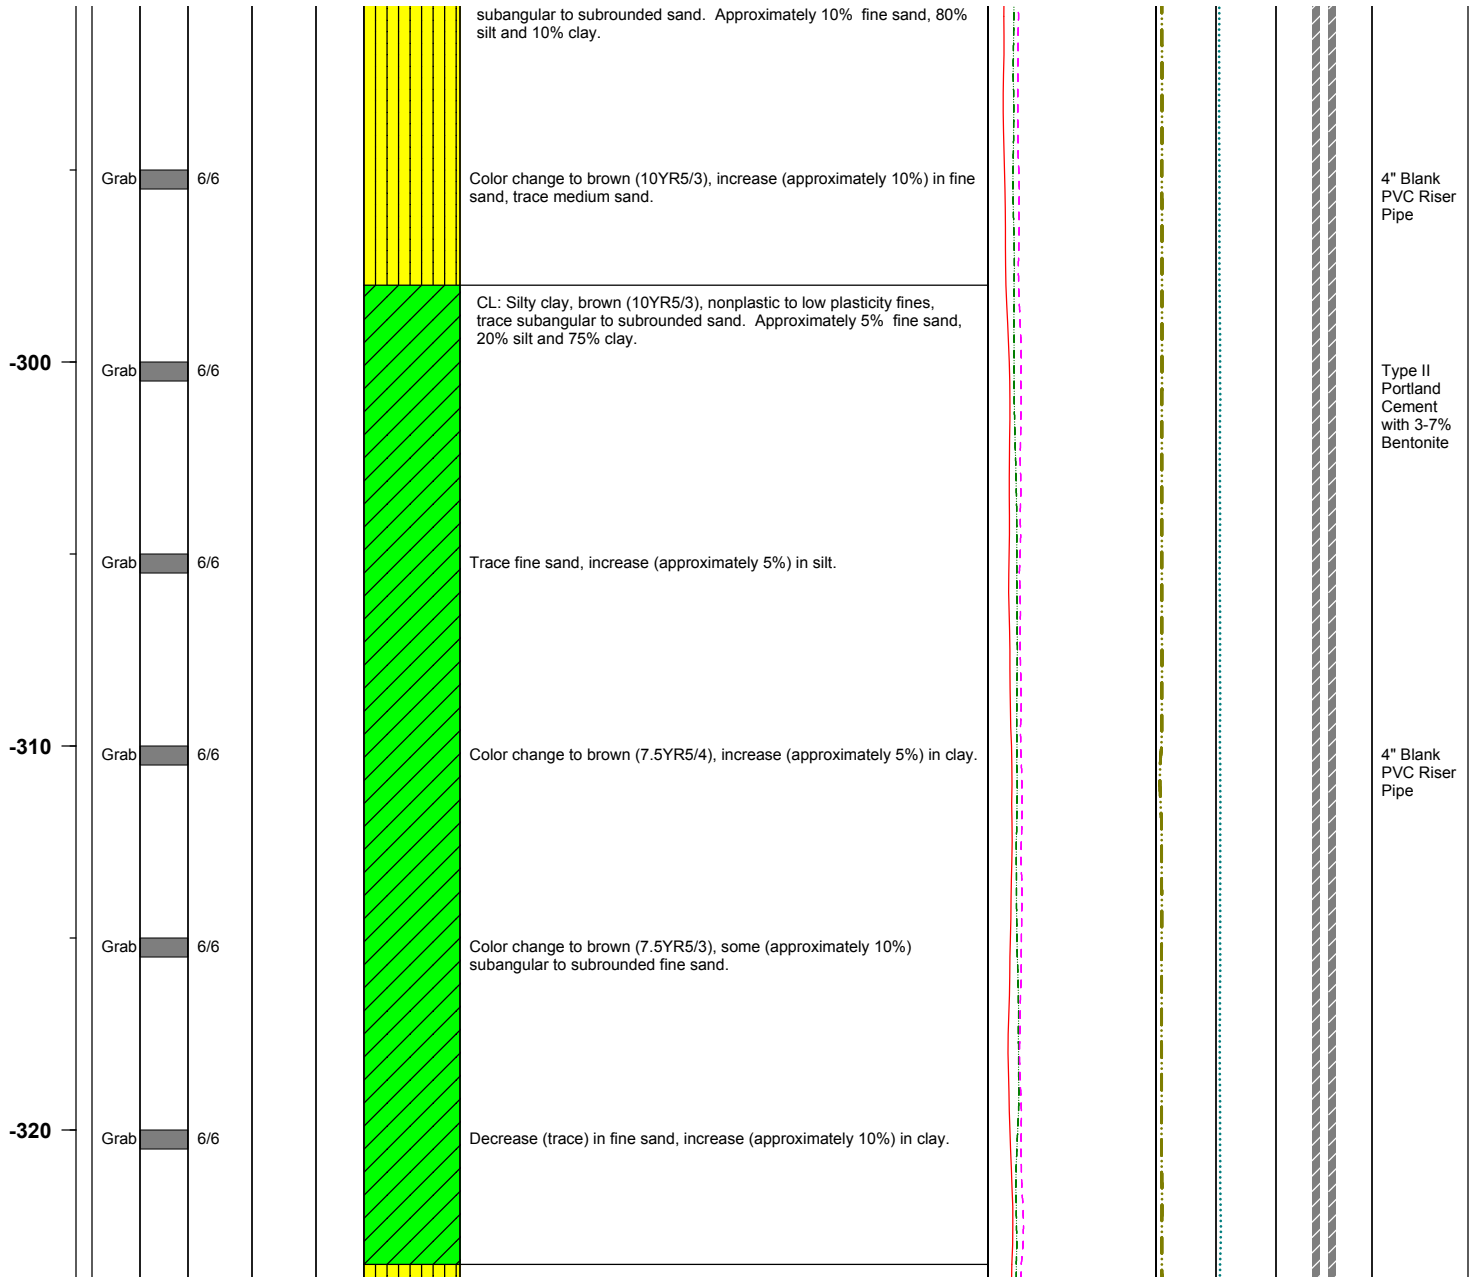 subangular to subrounded sand.  Approximately 10%  fine sand, 80%
silt and 10% clay.
Grab 6/6
Color change to brown (10YR5/3), increase (approximately 10%) in fine
sand, trace medium sand.
4" Blank
PVC Riser
Pipe
CL: Silty clay, brown (10YR5/3), nonplastic to low plasticity fines,
trace subangular to subrounded sand.  Approximately 5%  fine sand,
20% silt and 75% clay.
-300
Grab 6/6
Type II
Portland
Cement
with 3-7%
Bentonite
Grab 6/6
Trace fine sand, increase (approximately 5%) in silt.
-310
Grab 6/6
Color change to brown (7.5YR5/4), increase (approximately 5%) in clay.
4" Blank
PVC Riser
Pipe
Grab 6/6
Color change to brown (7.5YR5/3), some (approximately 10%)
subangular to subrounded fine sand.
-320
Grab 6/6
Decrease (trace) in fine sand, increase (approximately 10%) in clay.